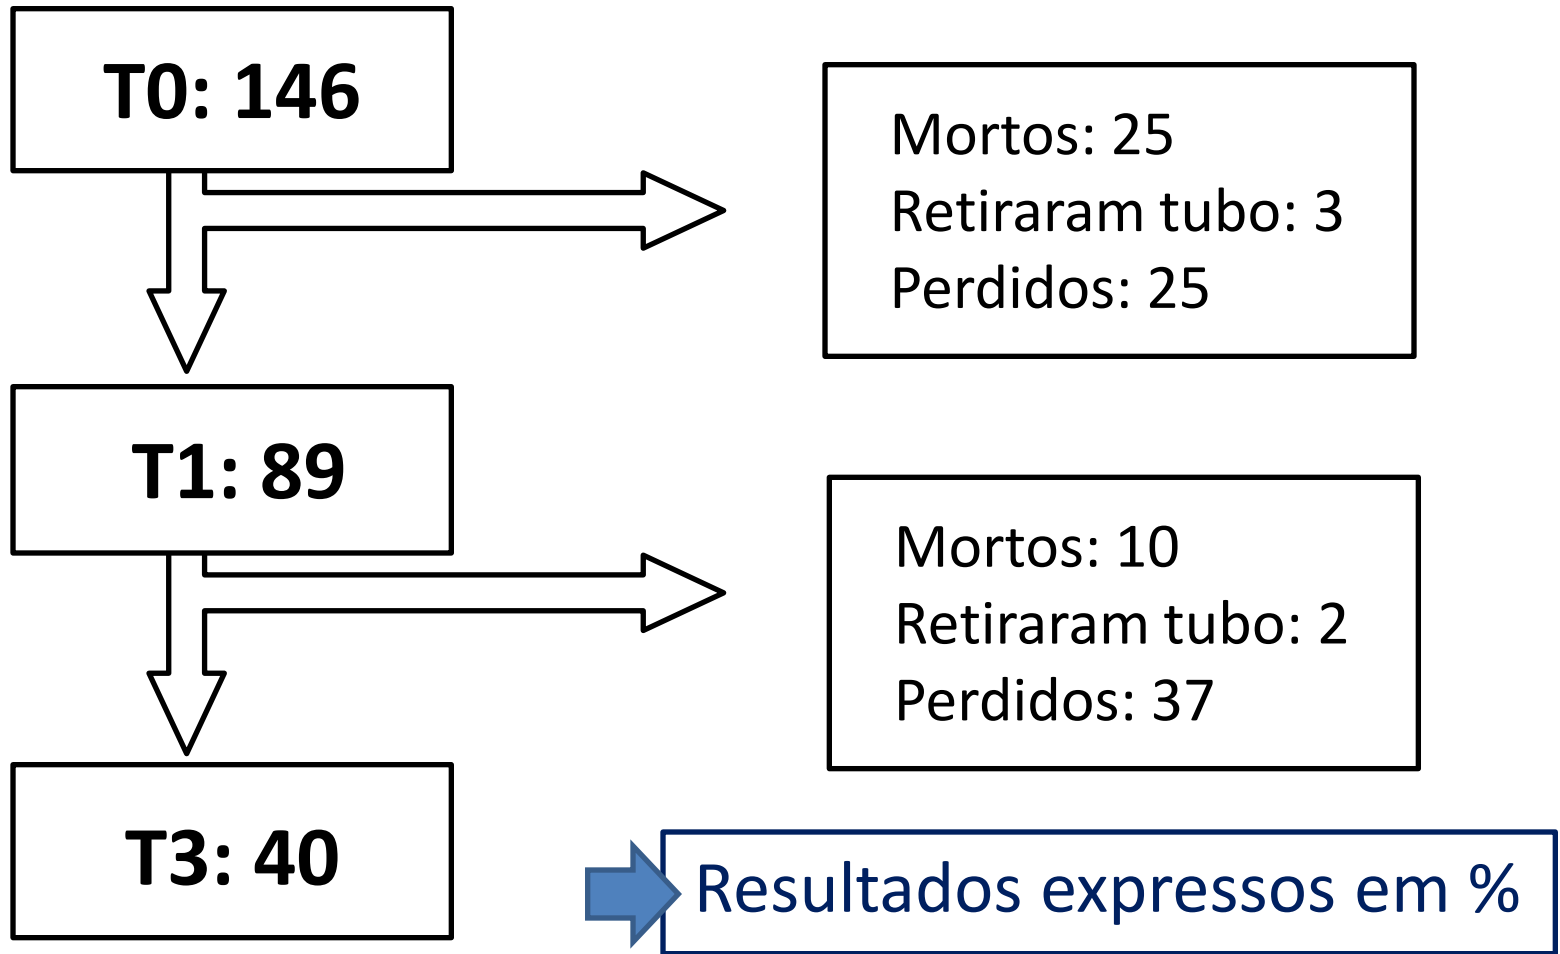 T0: 146
Mortos: 25
Retiraram tubo: 3
Perdidos: 25
T1: 89
Mortos: 10
Retiraram tubo: 2
Perdidos: 37
T3: 40
Resultados expressos em %